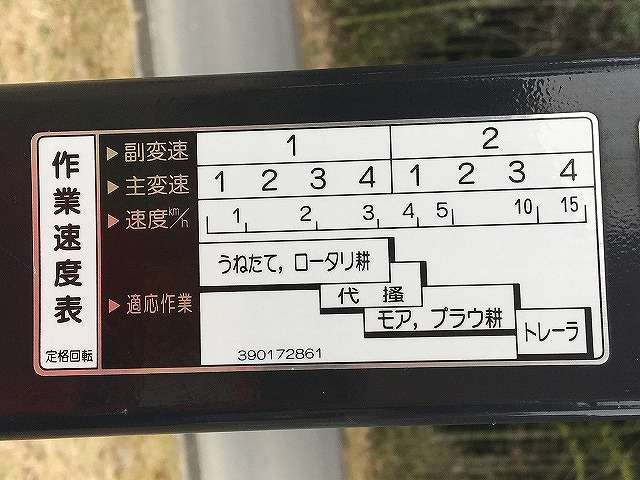 作業速度表
定格回転
▶副変速 1 2
▶主変速 1 2 3 4 1 2 3 4
▶速度km/h 1 2 3 4 5 10 15
▶適応作業
うねたて, ロータリ耕
代 掻
モア, プラウ耕
トレーラ
390172861